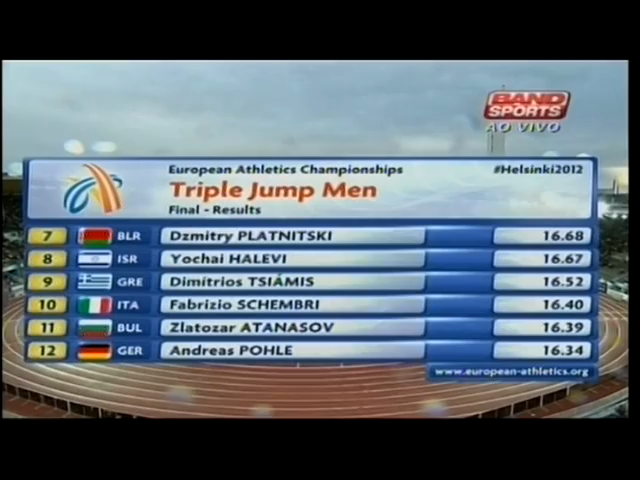 BAND
SPORTS
AO VIVO
European Athletics Championships #Helsinki2012
Triple Jump Men
Final - Results
7 BLR Dzmitry PLATNITSKI 16.68
8 ISR Yochai HALEVI 16.67
9 GRE Dimítrios TSIÁMIS 16.52
10 ITA Fabrizio SCHEMBRI 16.40
11 BUL Zlatozar ATANASOV 16.39
12 GER Andreas POHLE 16.34
www.european-athletics.org